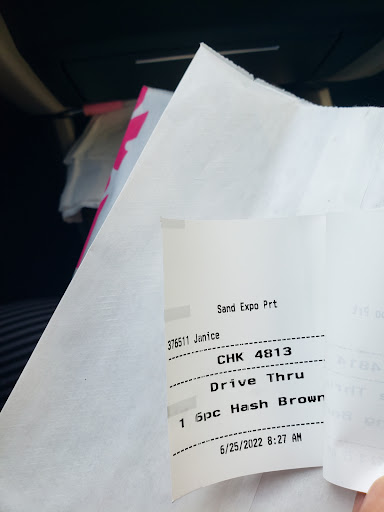 Sand Expo Prt
376511 Janice
CHK 4813
Drive Thru
1 6pc Hash Brown
6/25/2022 8:27 AM